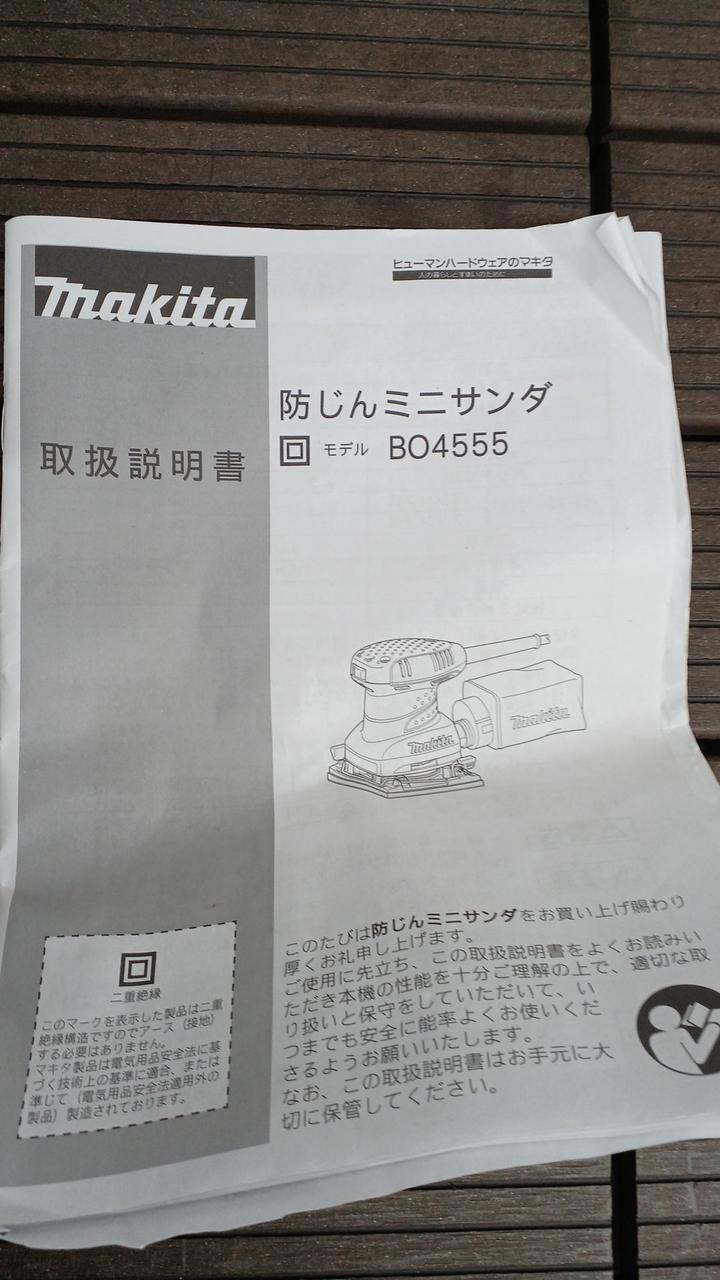 makita
ヒューマンハードウェアのマキタ
人の暮らしとすまいのために
防じんミニサンダ
モデル BO4555
取扱説明書
makita
makita
このたびは防じんミニサンダをお買い上げ賜わり
厚くお礼申し上げます。
ご使用に先立ち、この取扱説明書をよくお読みい
ただき本機の性能を十分ご理解の上で、適切な取
り扱いと保守をしていただいて、い
つまでも安全に能率よくお使いくだ
さるようお願いいたします。
なお、この取扱説明書はお手元に大
切に保管してください。
二重絶縁
このマークを表示した製品は二重
絶縁構造ですのでアース（接地）
する必要はありません。
マキタ製品は電気用品安全法に基
づく技術上の基準に適合、または
準じて（電気用品安全法適用外の
製品）製造されております。